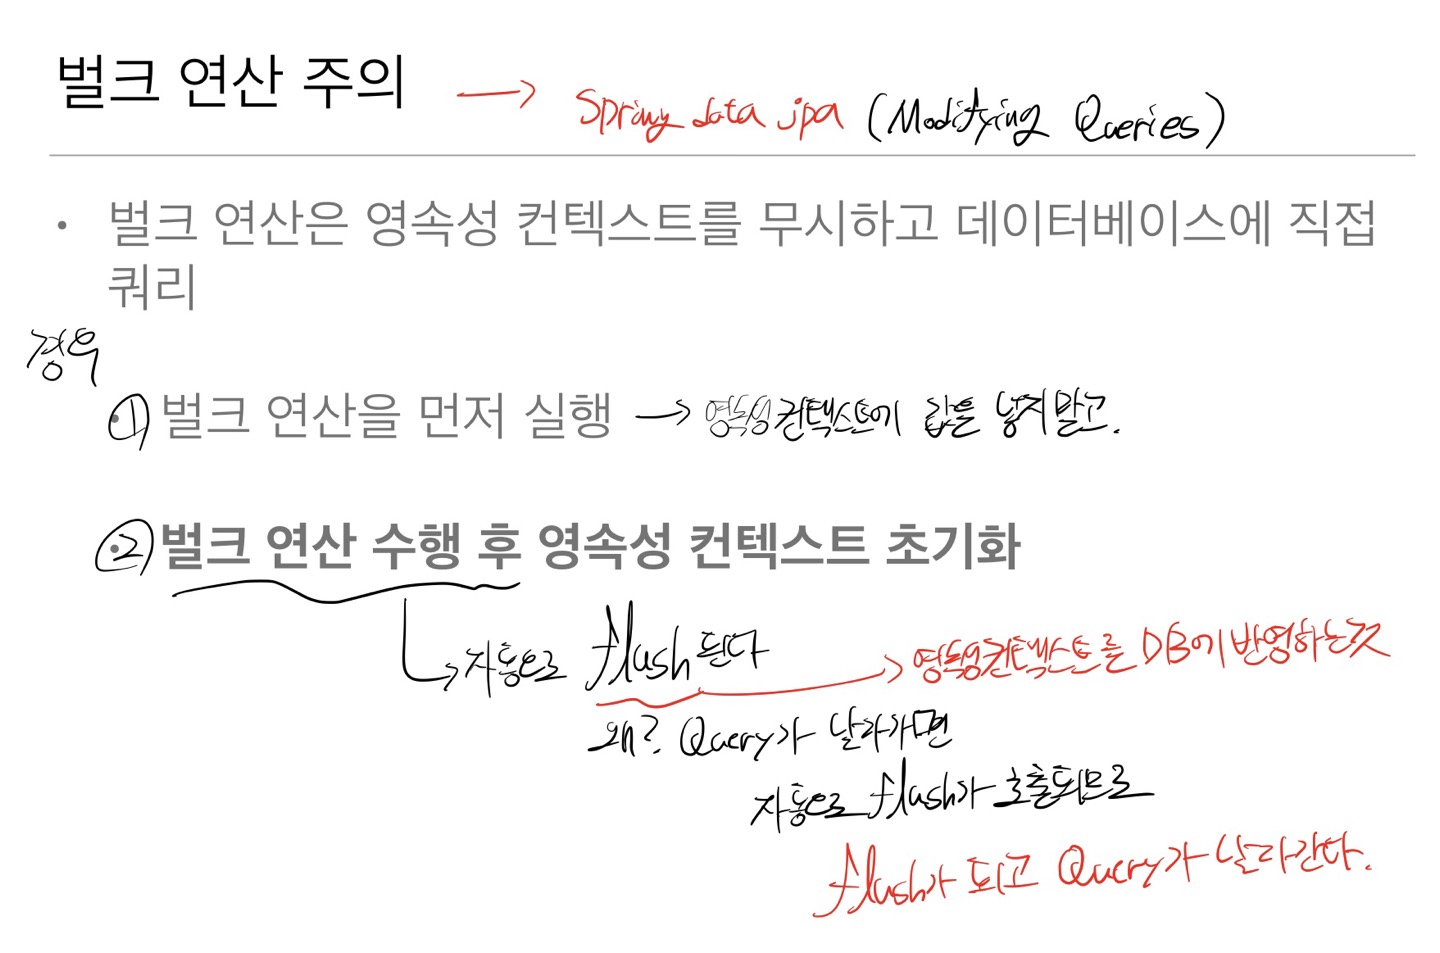 벌크 연산 주의 → Spring data jpa (Modifying Queries)
• 벌크 연산은 영속성 컨텍스트를 무시하고 데이터베이스에 직접
쿼리
경우
① 벌크 연산을 먼저 실행 → 영속성 컨텍스트에 값을 넣지말고.
② 벌크 연산 수행 후 영속성 컨텍스트 초기화
자동으로 flush 된다 → 영속성컨텍스트를 DB에 반영하는것
왜? Query가 날라가면
자동으로 flush가 호출되므로
flush가 되고 Query가 날라간다.